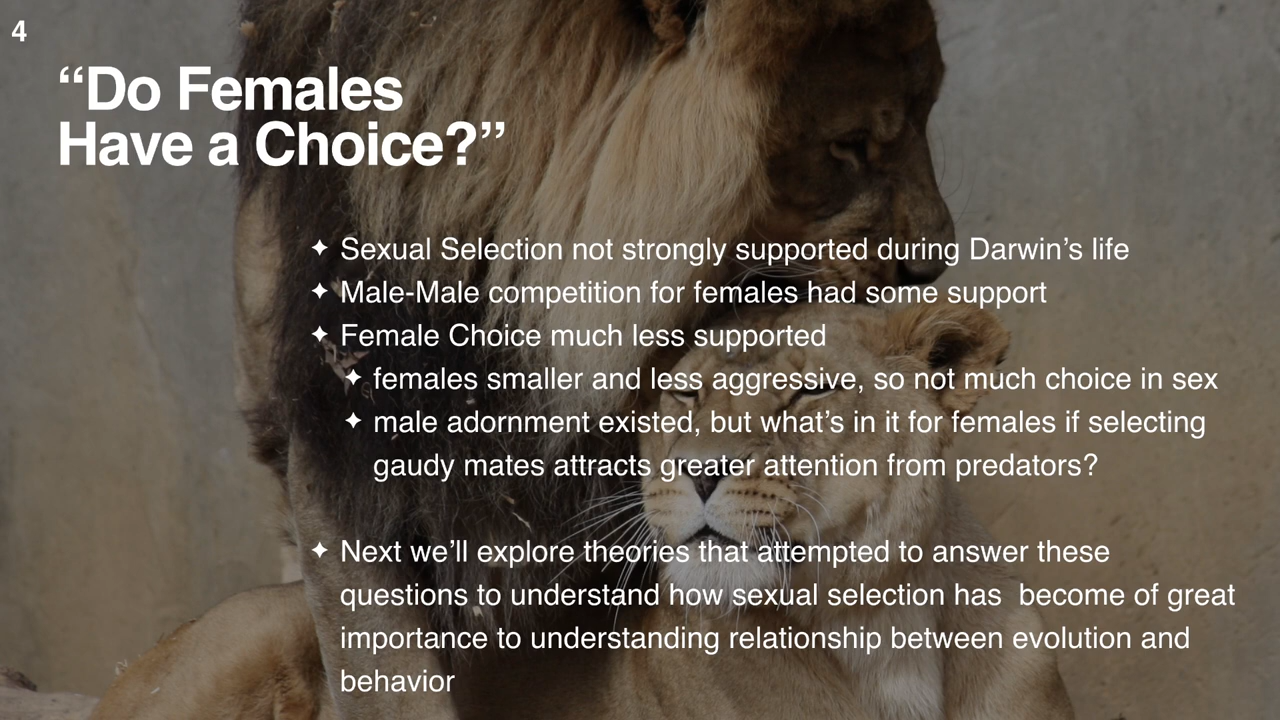 4
“Do Females
Have a Choice?”
✦ Sexual Selection not strongly supported during Darwin’s life
✦ Male-Male competition for females had some support
✦ Female Choice much less supported
✦ females smaller and less aggressive, so not much choice in sex
✦ male adornment existed, but what’s in it for females if selecting
gaudy mates attracts greater attention from predators?
✦ Next we’ll explore theories that attempted to answer these
questions to understand how sexual selection has  become of great
importance to understanding relationship between evolution and
behavior